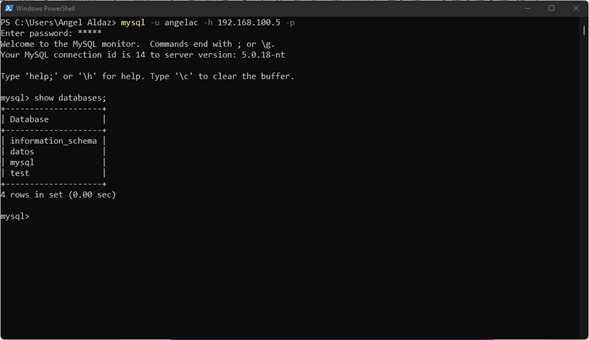 Windows PowerShell
PS C:\Users\Angel Aldaz> mysql -u angelac -h 192.168.100.5 -p
Enter password: *****
Welcome to the MySQL monitor.  Commands end with ; or \g.
Your MySQL connection id is 14 to server version: 5.0.18-nt
Type 'help;' or '\h' for help. Type '\c' to clear the buffer.
mysql> show databases;
+--------------------+
| Database           |
+--------------------+
| information_schema |
| datos              |
| mysql              |
| test               |
+--------------------+
4 rows in set (0.00 sec)
mysql>